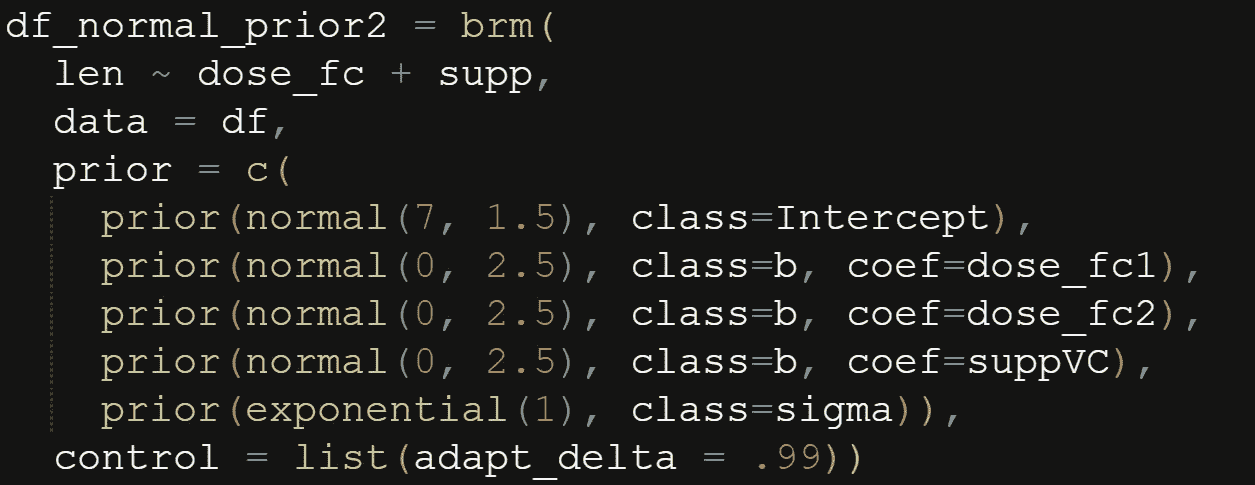 df_normal_prior2 = brm(
  len ~ dose_fc + supp,
  data = df,
  prior = c(
    prior(normal(7, 1.5), class=Intercept),
    prior(normal(0, 2.5), class=b, coef=dose_fc1),
    prior(normal(0, 2.5), class=b, coef=dose_fc2),
    prior(normal(0, 2.5), class=b, coef=suppVC),
    prior(exponential(1), class=sigma)),
  control = list(adapt_delta = .99))